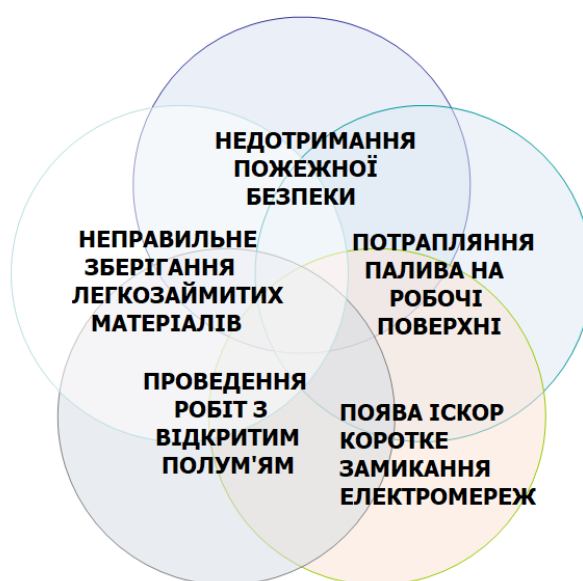 НЕДОТРИМАННЯ
ПОЖЕЖНОЇ
БЕЗПЕКИ
НЕПРАВИЛЬНЕ
ЗБЕРІГАННЯ
ЛЕГКОЗАЙМИТИХ
МАТЕРІАЛІВ
ПОТРАПЛЯННЯ
ПАЛИВА НА
РОБОЧІ
ПОВЕРХНІ
ПРОВЕДЕННЯ
РОБІТ З
ВІДКРИТИМ
ПОЛУМ'ЯМ
ПОЯВА ІСКОР
КОРОТКЕ
ЗАМИКАННЯ
ЕЛЕКТРОМЕРЕЖ